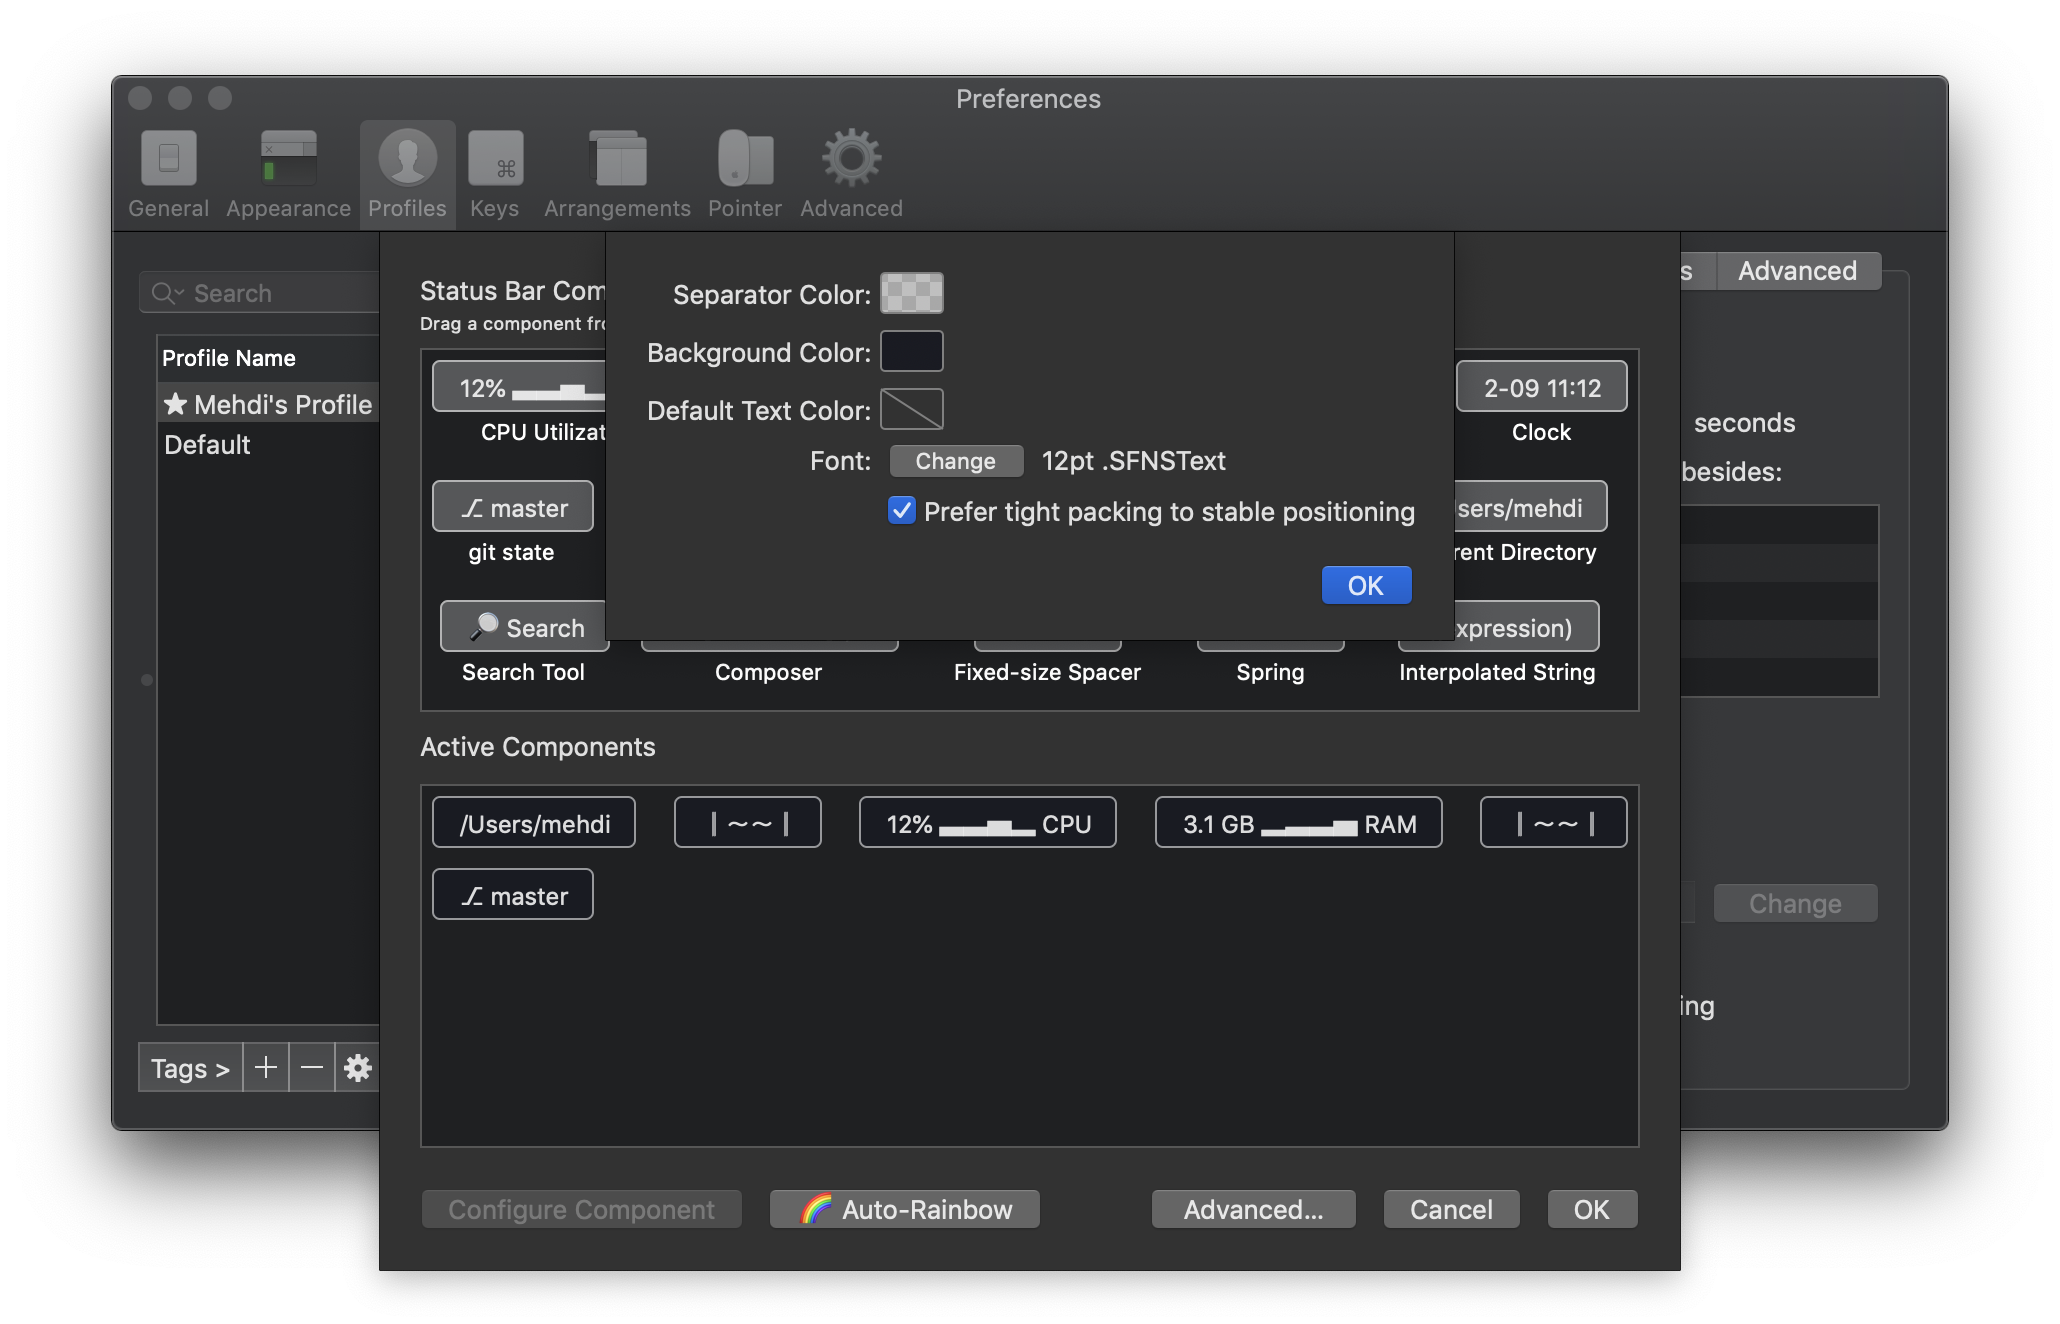 Preferences
General Appearance Profiles Keys Arrangements Pointer Advanced
⌘
Search
Profile Name
★ Mehdi's Profile
Default
Tags > + −
Status Bar Com
Drag a component fro
12% CPU Utilizat
master
git state
Search
Search Tool
Composer
Fixed-size Spacer
Spring
xpression)
Interpolated String
2-09 11:12
Clock
sers/mehdi
rent Directory
Separator Color:
Background Color:
Default Text Color:
Font: Change 12pt .SFNSText
Prefer tight packing to stable positioning
OK
s Advanced
seconds
besides:
Change
ing
Active Components
/Users/mehdi | ~~ | 12% CPU 3.1 GB RAM | ~~ |
master
Configure Component 🌈 Auto-Rainbow Advanced... Cancel OK